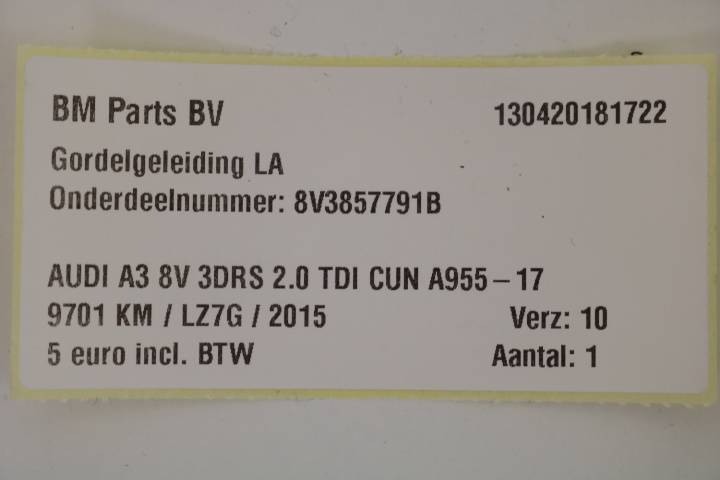 BM Parts BV 130420181722
Gordelgeleiding LA
Onderdeelnummer: 8V3857791B
AUDI A3 8V 3DRS 2.0 TDI CUN A955-17
9701 KM / LZ7G / 2015 Verz: 10
5 euro incl. BTW Aantal: 1